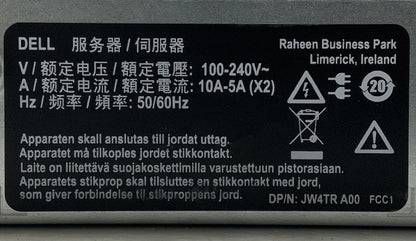 DELL 服务器 / 伺服器
Raheen Business Park
Limerick, Ireland
V / 额定电压 / 額定電壓: 100-240V~
A / 额定电流 / 額定電流: 10A-5A (X2)
Hz / 频率 / 頻率: 50/60Hz
20
Apparaten skall anslutas till jordat uttag.
Apparatet må tilkoples jordet stikkontakt.
Laite on liitettävä suojakoskettimilla varustettuun pistorasiaan.
Apparatets stikprop skal tilsluttes en stikkontakt med jord,
som giver forbindelse til stikproppens jord.
DP/N: JW4TR A00 FCC1